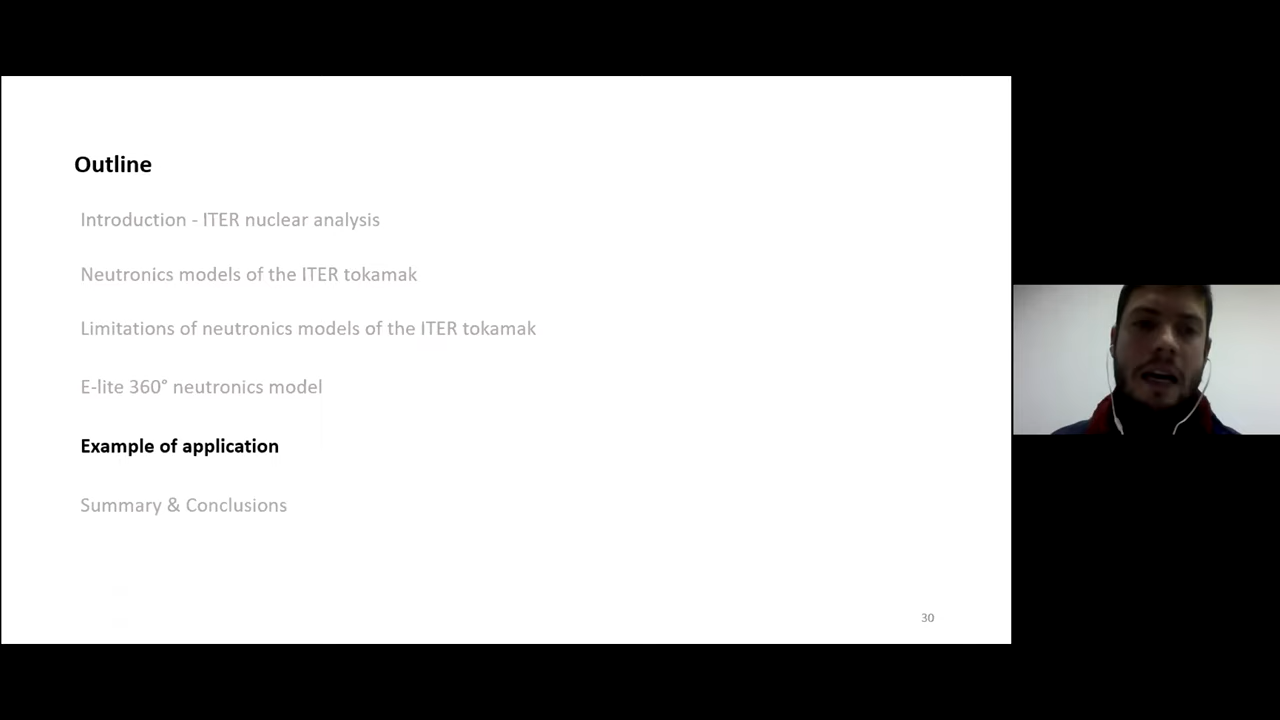 Outline
Introduction - ITER nuclear analysis
Neutronics models of the ITER tokamak
Limitations of neutronics models of the ITER tokamak
E-lite 360° neutronics model
Example of application
Summary & Conclusions
30